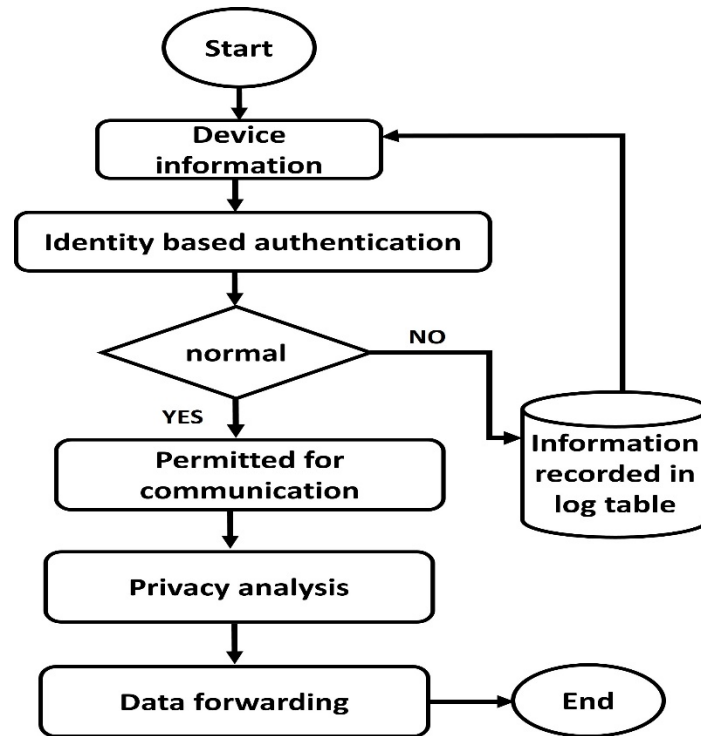 Start
Device
information
Identity based authentication
normal
NO
YES
Information
recorded in
log table
Permitted for
communication
Privacy analysis
Data forwarding
End